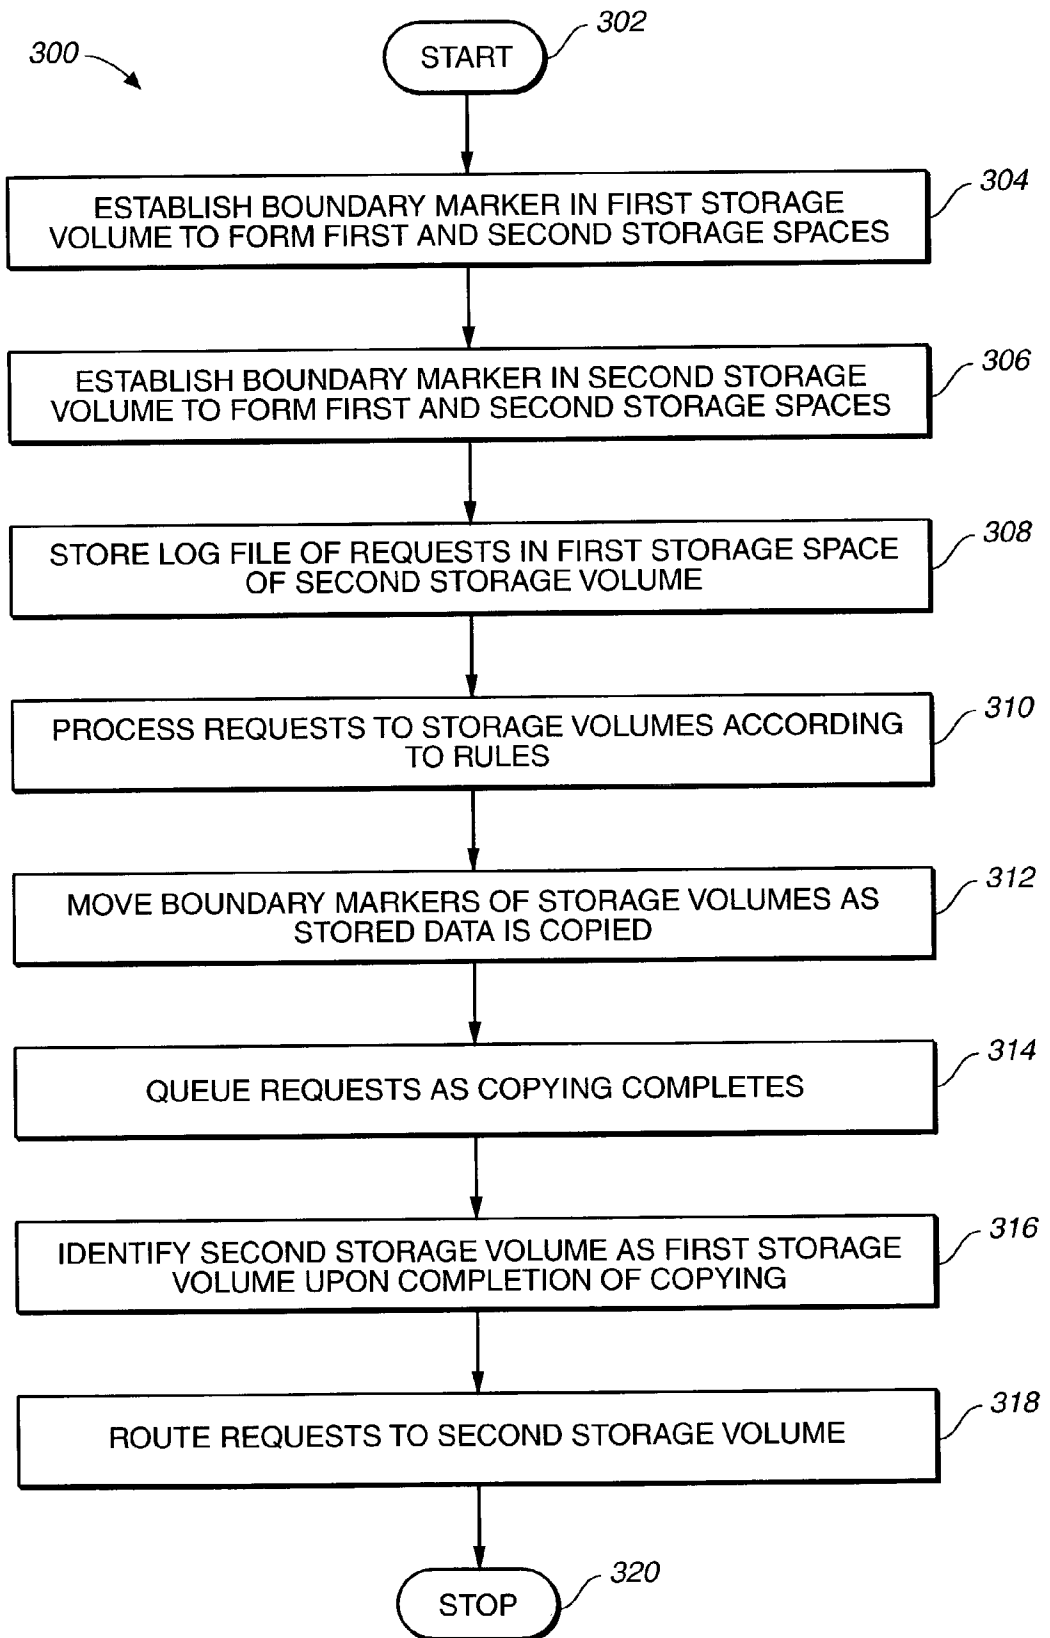 302
300
START
304
ESTABLISH BOUNDARY MARKER IN FIRST STORAGE
VOLUME TO FORM FIRST AND SECOND STORAGE SPACES
306
ESTABLISH BOUNDARY MARKER IN SECOND STORAGE
VOLUME TO FORM FIRST AND SECOND STORAGE SPACES
308
STORE LOG FILE OF REQUESTS IN FIRST STORAGE SPACE
OF SECOND STORAGE VOLUME
310
PROCESS REQUESTS TO STORAGE VOLUMES ACCORDING
TO RULES
312
MOVE BOUNDARY MARKERS OF STORAGE VOLUMES AS
STORED DATA IS COPIED
314
QUEUE REQUESTS AS COPYING COMPLETES
316
IDENTIFY SECOND STORAGE VOLUME AS FIRST STORAGE
VOLUME UPON COMPLETION OF COPYING
318
ROUTE REQUESTS TO SECOND STORAGE VOLUME
320
STOP